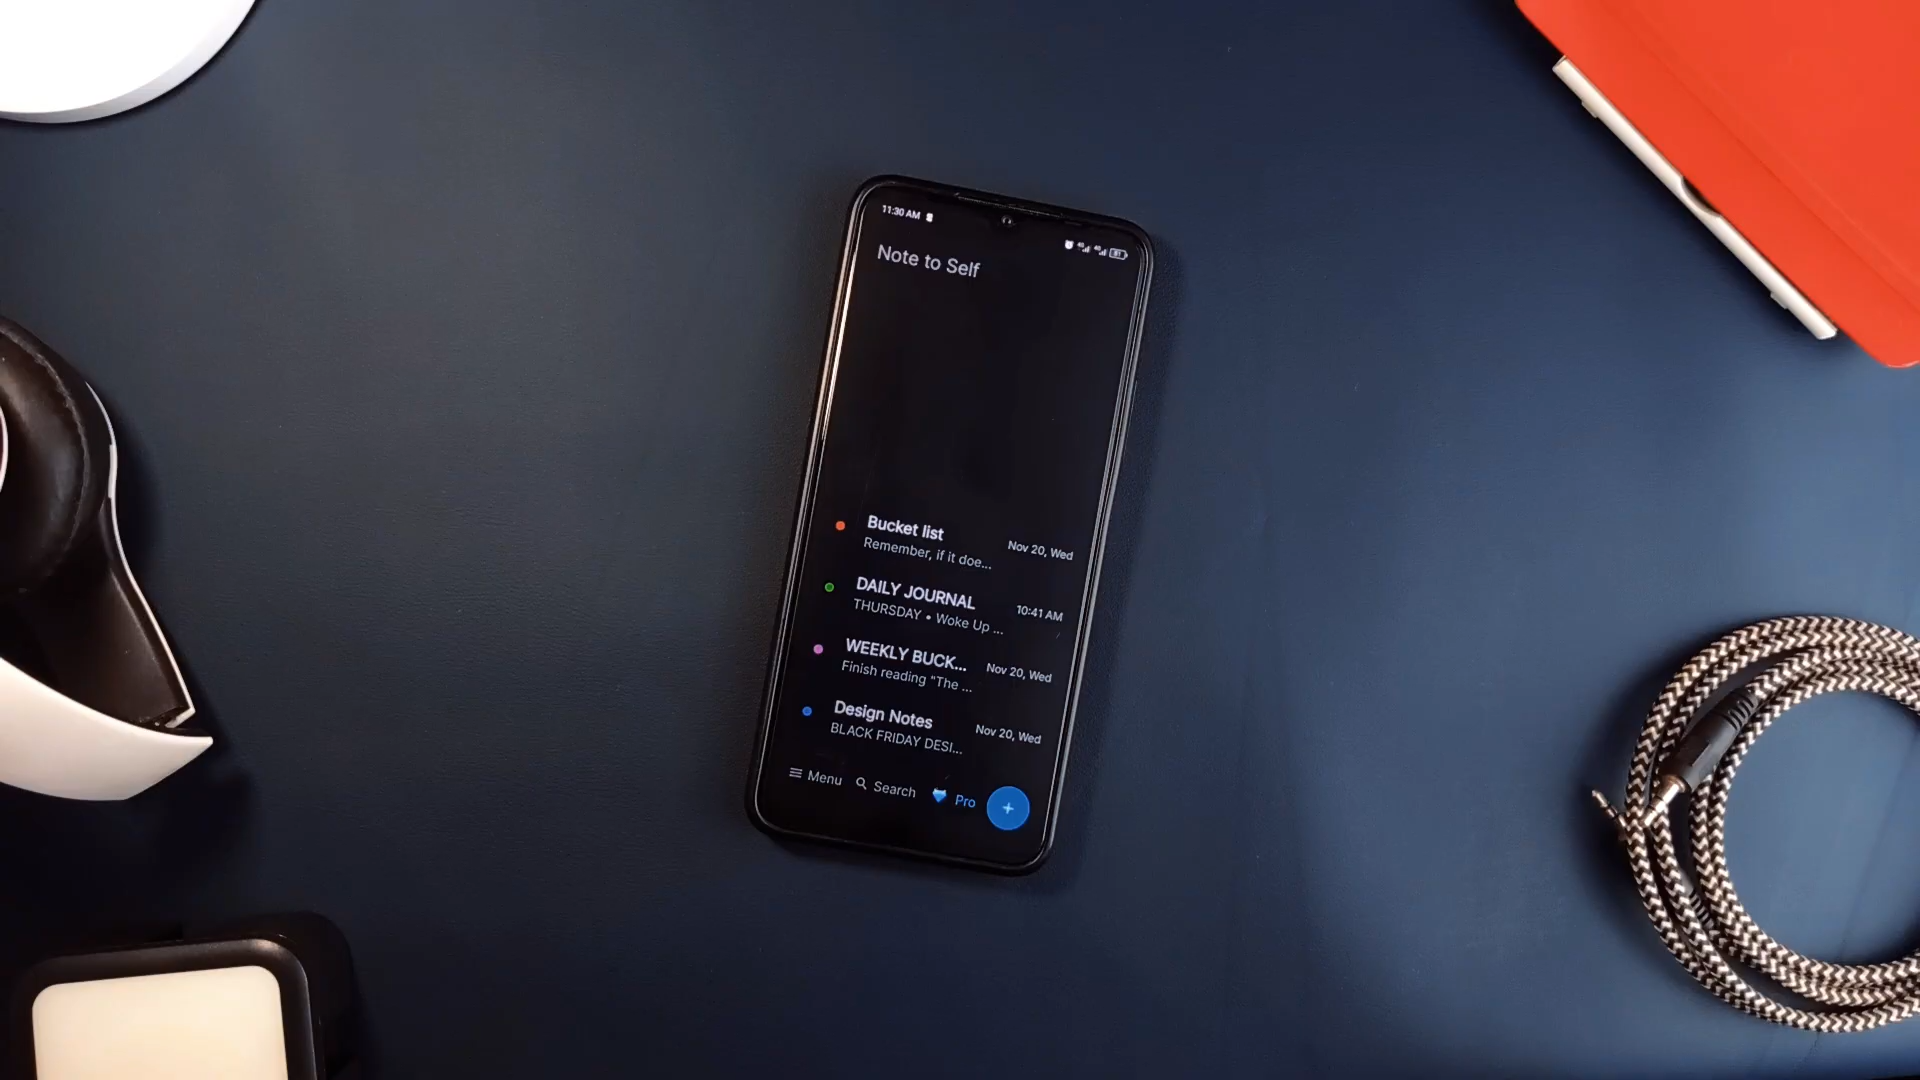 11:30 AM
Note to Self
Bucket list
Remember, if it doe...
Nov 20, Wed
DAILY JOURNAL
THURSDAY • Woke Up ...
10:41 AM
WEEKLY BUCK...
Finish reading "The ...
Nov 20, Wed
Design Notes
BLACK FRIDAY DESI...
Nov 20, Wed
Menu Search Pro